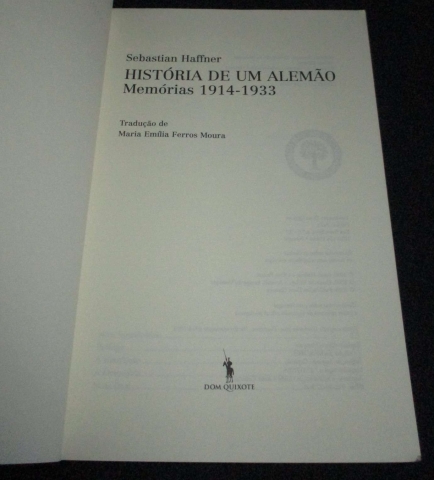 Sebastian Haffner
HISTÓRIA DE UM ALEMÃO
Memórias 1914-1933
Tradução de
Maria Emília Ferros Moura
DOM QUIXOTE